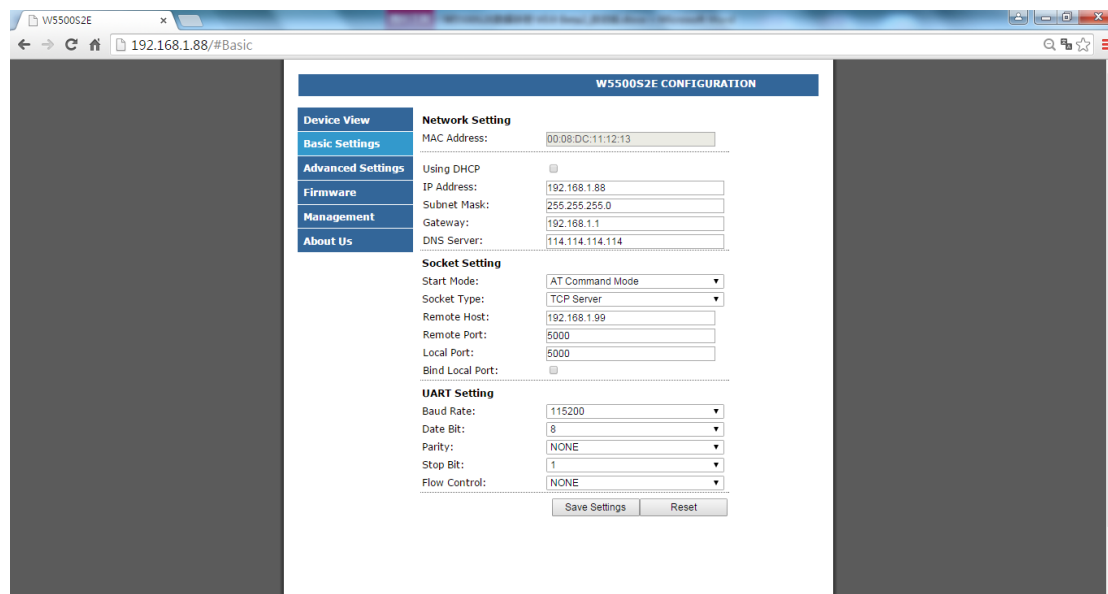 W5500S2E
192.168.1.88/#Basic
W5500S2E CONFIGURATION
Device View
Basic Settings
Advanced Settings
Firmware
Management
About Us
Network Setting
MAC Address: 00:08:DC:11:12:13
Using DHCP
IP Address: 192.168.1.88
Subnet Mask: 255.255.255.0
Gateway: 192.168.1.1
DNS Server: 114.114.114.114
Socket Setting
Start Mode: AT Command Mode
Socket Type: TCP Server
Remote Host: 192.168.1.99
Remote Port: 5000
Local Port: 5000
Bind Local Port:
UART Setting
Baud Rate: 115200
Date Bit: 8
Parity: NONE
Stop Bit: 1
Flow Control: NONE
Save Settings Reset